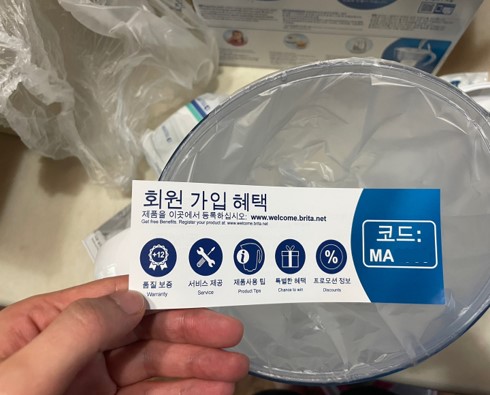 회원 가입 혜택
제품을 이곳에서 등록하십시오: www.welcome.brita.net
Get free Benefits. Register your product at: www.welcome.brita.net
+12
품질 보증
Warranty
서비스 제공
Service
i
제품사용 팁
Product Tips
특별한 혜택
Chance to win
%
프로모션 정보
Discounts
코드:
MA